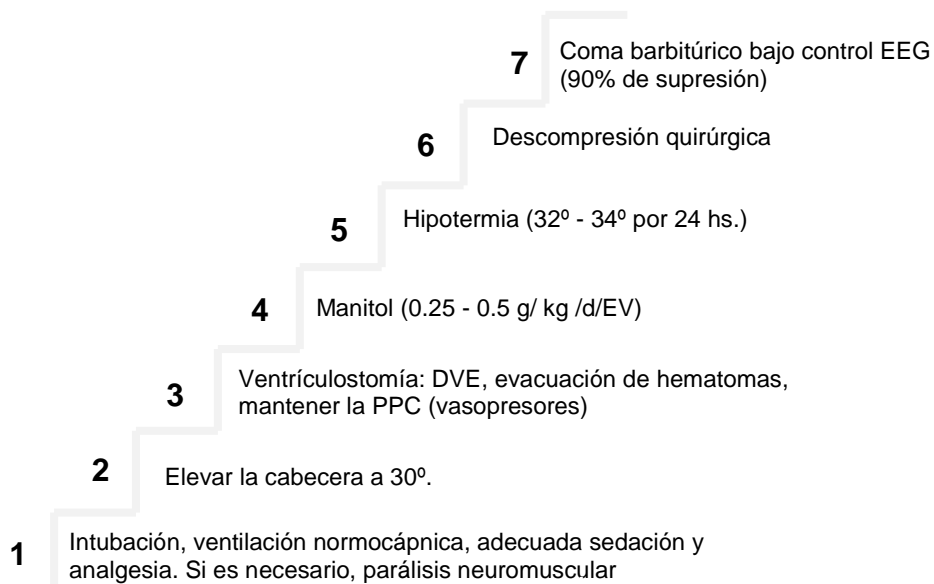 7
Coma barbitúrico bajo control EEG
(90% de supresión)
6
Descompresión quirúrgica
5
Hipotermia (32º - 34º por 24 hs.)
4
Manitol (0.25 - 0.5 g/ kg /d/EV)
3
Ventrículostomía: DVE, evacuación de hematomas,
mantener la PPC (vasopresores)
2
Elevar la cabecera a 30º.
1
Intubación, ventilación normocápnica, adecuada sedación y
analgesia. Si es necesario, parálisis neuromuscular